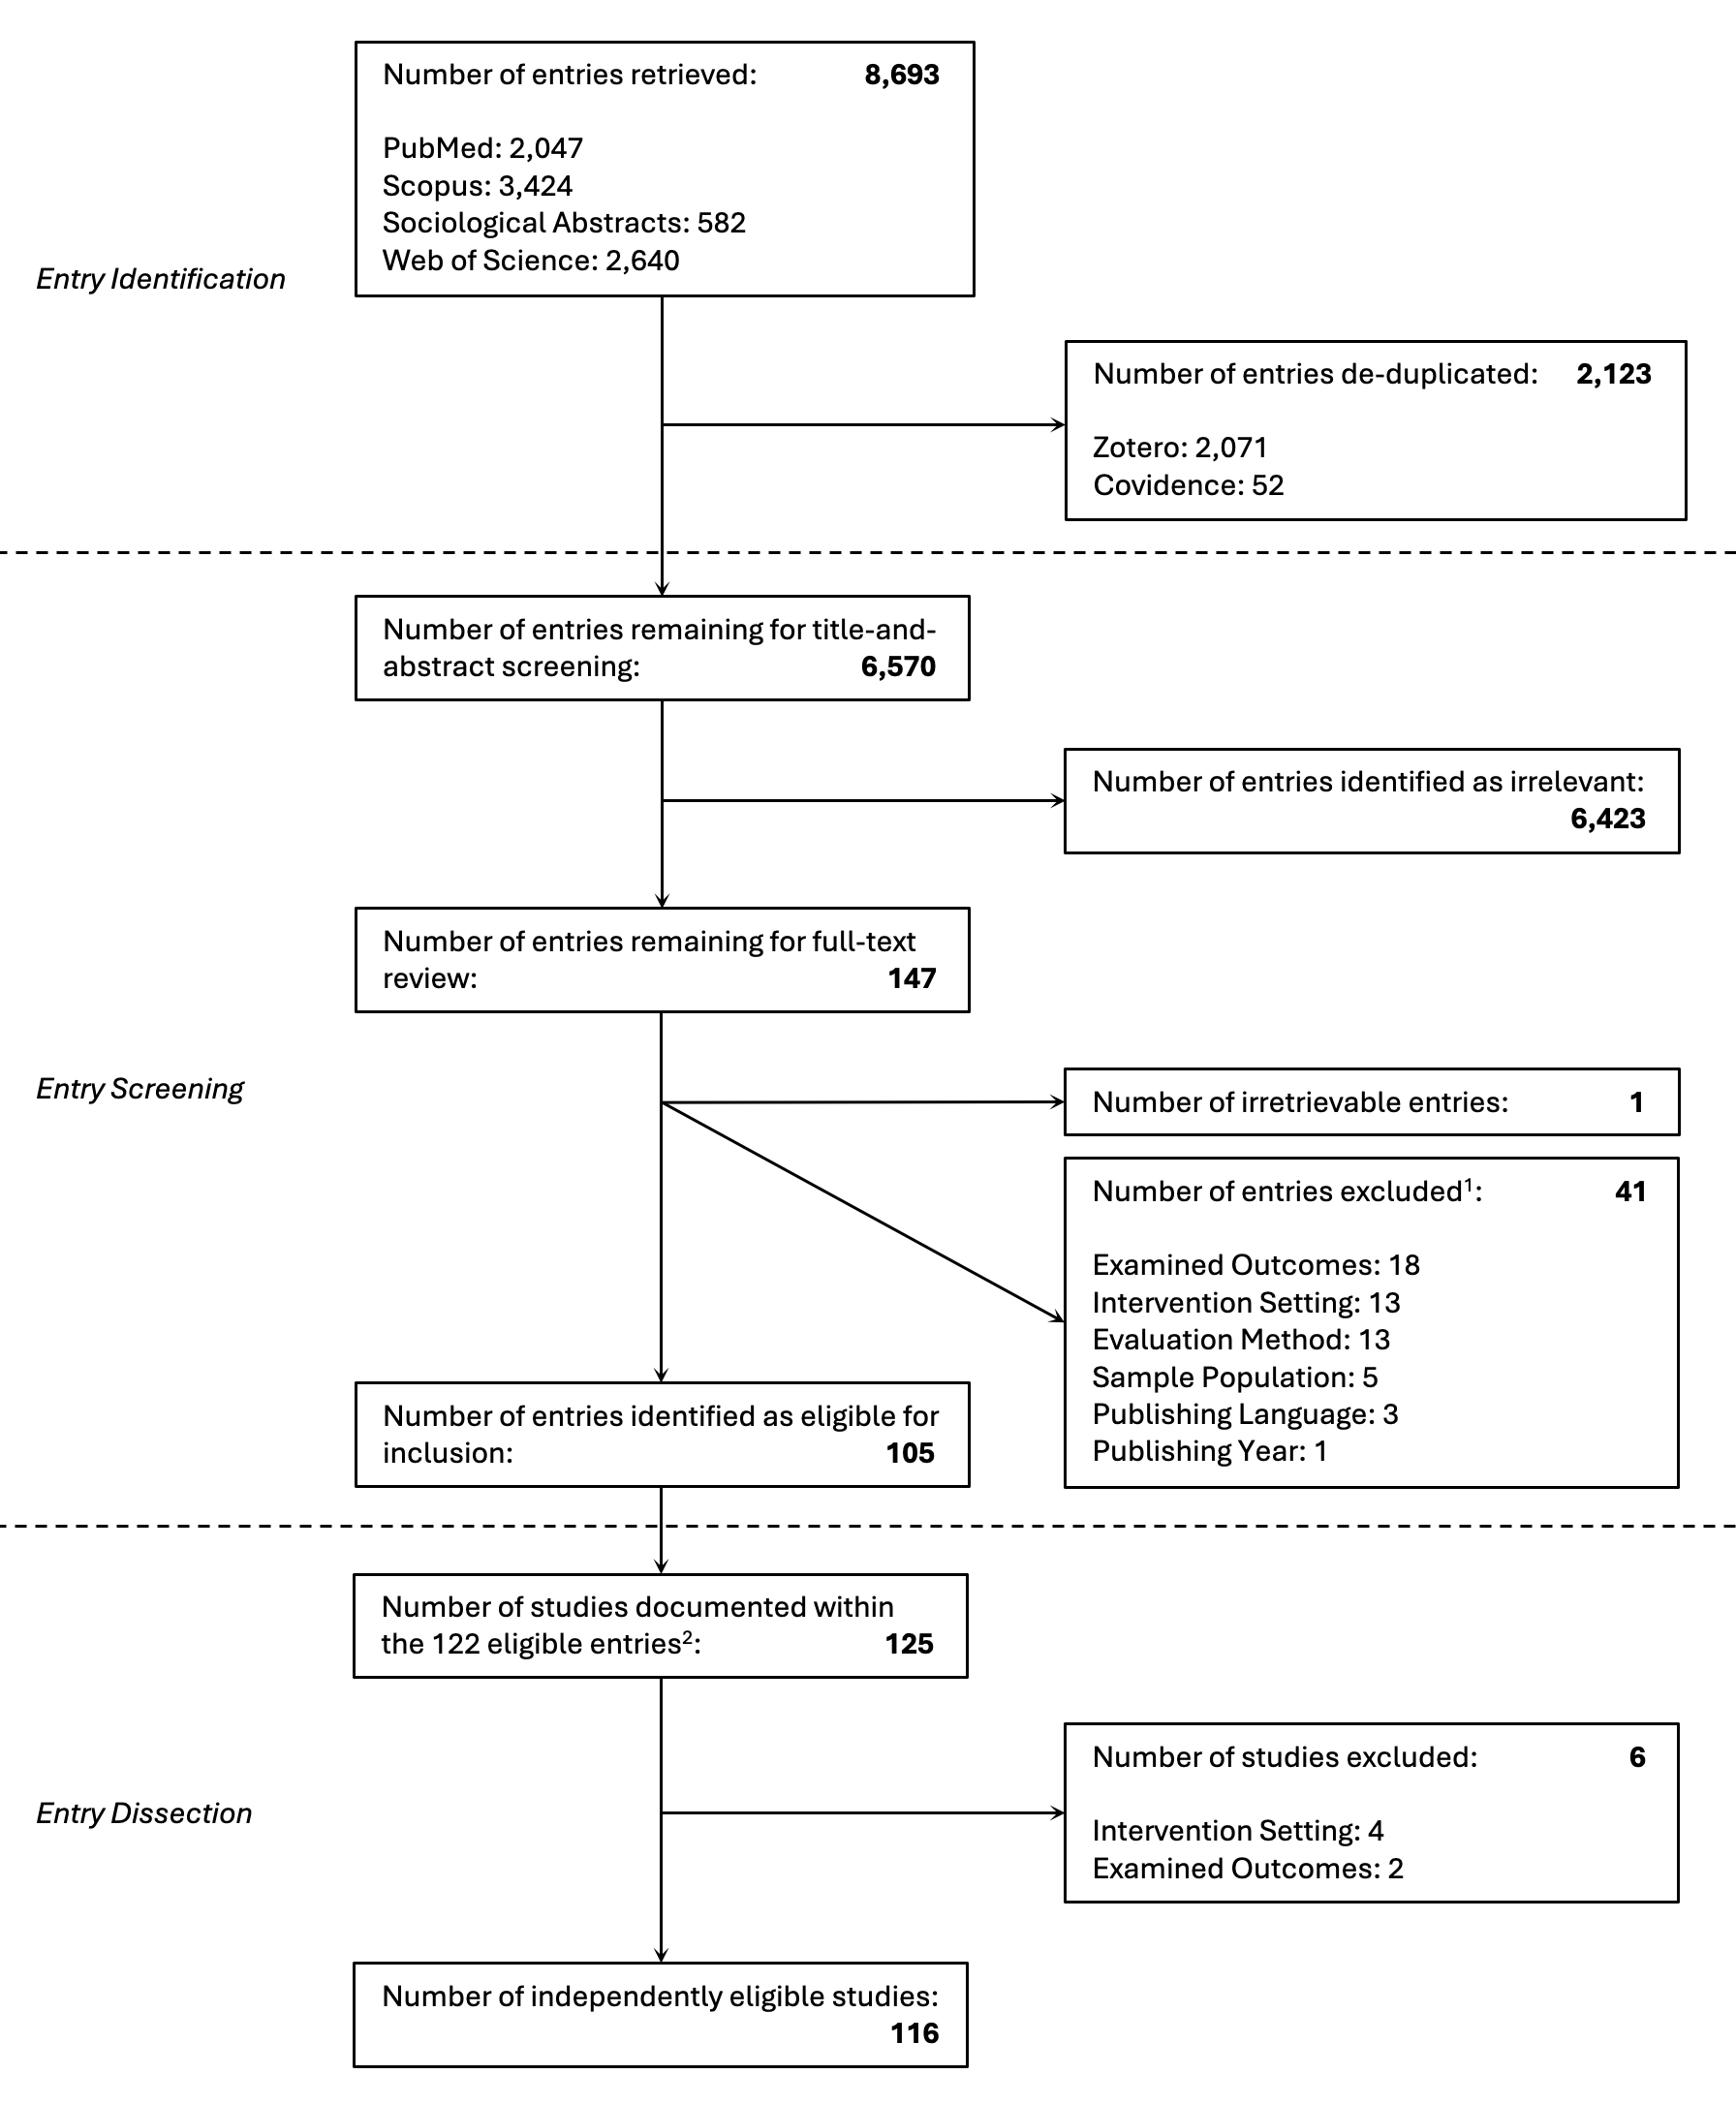 Number of entries retrieved: 8,693
PubMed: 2,047
Scopus: 3,424
Sociological Abstracts: 582
Web of Science: 2,640
Entry Identification
Number of entries de-duplicated: 2,123
Zotero: 2,071
Covidence: 52
Number of entries remaining for title-and-
abstract screening: 6,570
Number of entries identified as irrelevant:
6,423
Number of entries remaining for full-text
review: 147
Entry Screening
Number of irretrievable entries: 1
Number of entries excluded¹: 41
Examined Outcomes: 18
Intervention Setting: 13
Evaluation Method: 13
Sample Population: 5
Publishing Language: 3
Publishing Year: 1
Number of entries identified as eligible for
inclusion: 105
Number of studies documented within
the 122 eligible entries²: 125
Number of studies excluded: 6
Intervention Setting: 4
Examined Outcomes: 2
Entry Dissection
Number of independently eligible studies:
116